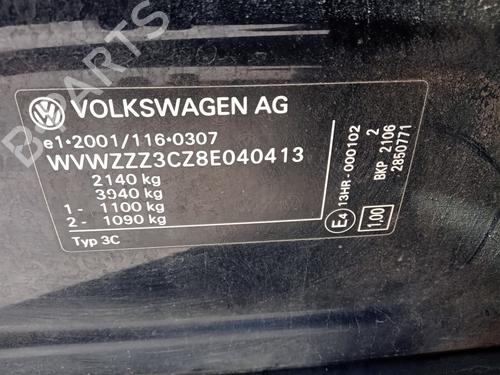 VOLKSWAGEN AG
e1*2001/116*0307
WVWZZZ3CZ8E040413
2140 kg
3940 kg
1 - 1100 kg
2 - 1090 kg
Typ 3C
E4
13HR-000102
2
BKP 2106
2850771
1,00
B-PARTS